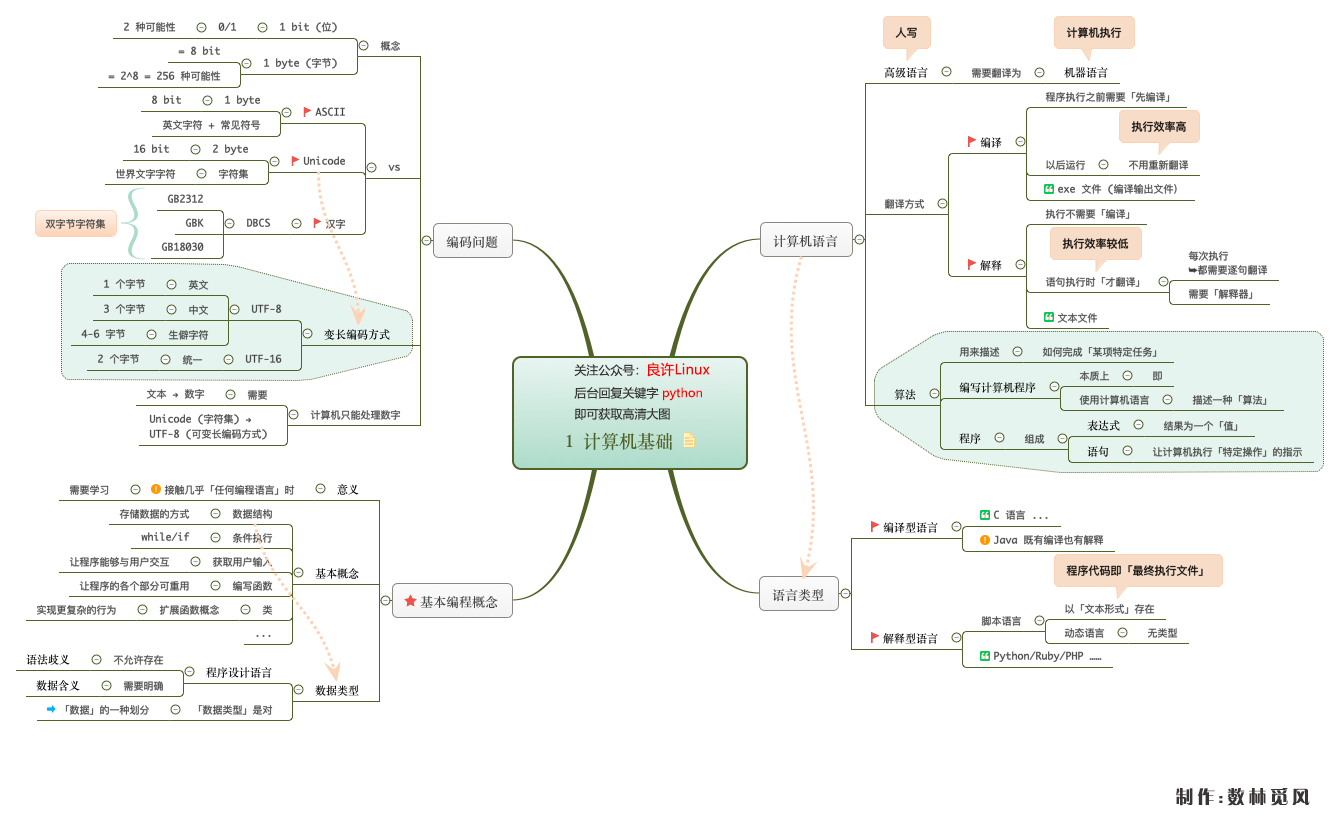 关注公众号：良许Linux
后台回复关键字 python
即可获取高清大图
1 计算机基础
编码问题
概念
1 bit（位）
0/1
2 种可能性
1 byte（字节）
= 8 bit
= 2^8 = 256 种可能性
vs
ASCII
1 byte
8 bit
英文字符 + 常见符号
Unicode
2 byte
16 bit
字符集
世界文字字符
汉字
DBCS
GB2312
GBK
GB18030
双字节字符集
变长编码方式
UTF-8
英文
1 个字节
中文
3 个字节
生僻字符
4-6 字节
UTF-16
统一
2 个字节
计算机只能处理数字
需要
文本 → 数字
Unicode（字符集）→
UTF-8（可变长编码方式）
基本编程概念
意义
接触几乎「任何编程语言」时
需要学习
基本概念
数据结构
存储数据的方式
条件执行
while/if
获取用户输入
让程序能够与用户交互
编写函数
让程序的各个部分可重用
类
扩展函数概念
实现更复杂的行为
...
数据类型
程序设计语言
不允许存在
语法歧义
需要明确
数据含义
「数据类型」是对
「数据」的一种划分
计算机语言
人写
计算机执行
高级语言
需要翻译为
机器语言
翻译方式
编译
程序执行之前需要「先编译」
执行效率高
以后运行
不用重新翻译
exe 文件（编译输出文件）
解释
执行不需要「编译」
执行效率较低
语句执行时「才翻译」
每次执行
➥都需要逐句翻译
需要「解释器」
文本文件
算法
用来描述
如何完成「某项特定任务」
编写计算机程序
本质上
即
使用计算机语言
描述一种「算法」
程序
组成
表达式
结果为一个「值」
语句
让计算机执行「特定操作」的指示
语言类型
编译型语言
C 语言 ...
Java 既有编译也有解释
解释型语言
程序代码即「最终执行文件」
脚本语言
以「文本形式」存在
动态语言
无类型
Python/Ruby/PHP ……
制作:数林觅风